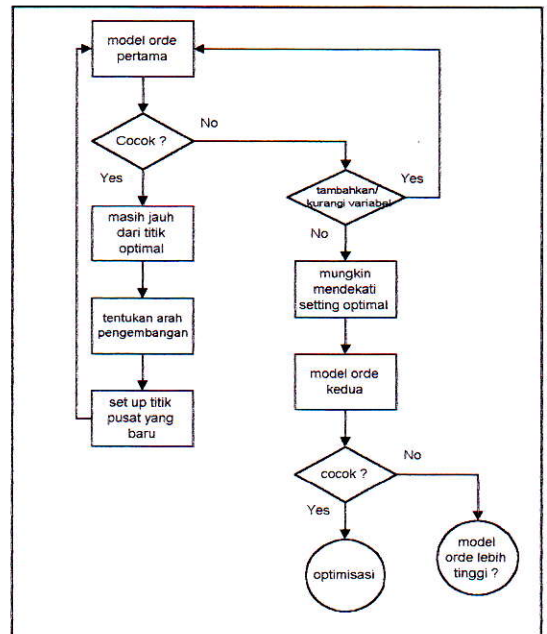 model orde
pertama
Cocok ?
No
Yes
tambahkan/
kurangi variabel
Yes
masih jauh
dari titik
optimal
No
mungkin
mendekati
setting optimal
tentukan arah
pengembangan
model orde
kedua
set up titik
pusat yang
baru
cocok ?
No
Yes
optimisasi
model
orde lebih
tinggi ?